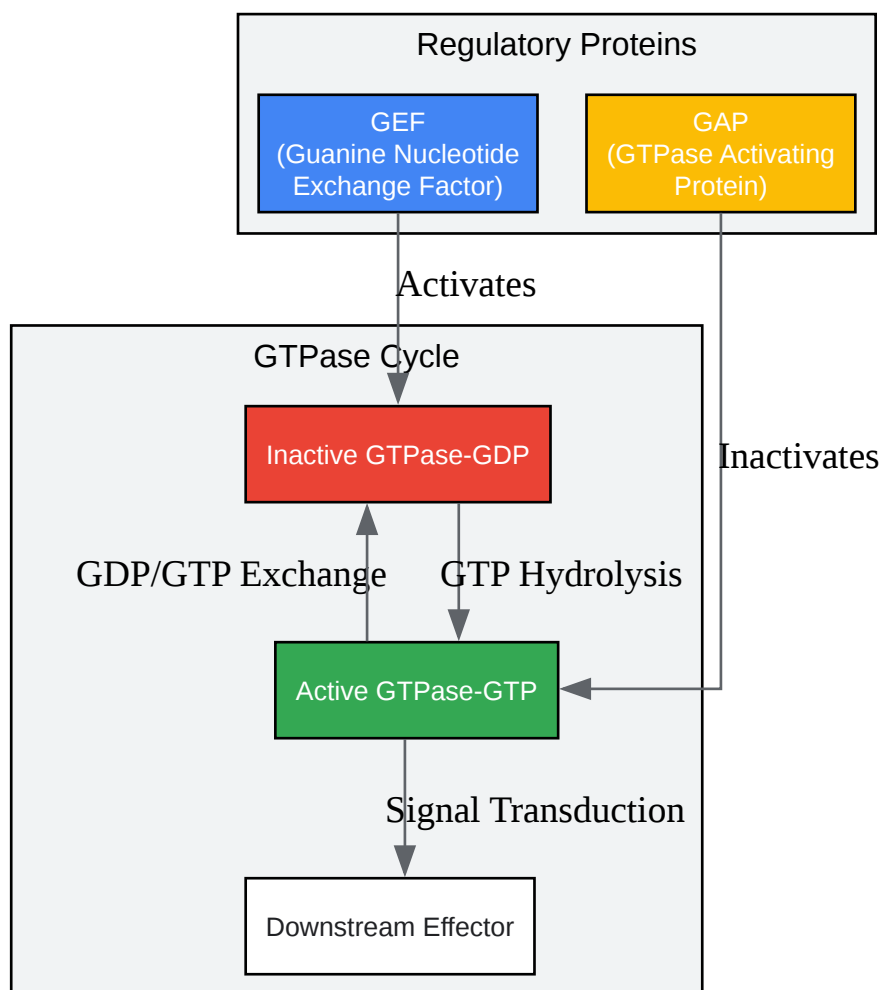 Regulatory Proteins
GEF
(Guanine Nucleotide
Exchange Factor)
GAP
(GTPase Activating
Protein)
Activates
GTPase Cycle
Inactive GTPase-GDP
Inactivates
GDP/GTP Exchange
GTP Hydrolysis
Active GTPase-GTP
Signal Transduction
Downstream Effector